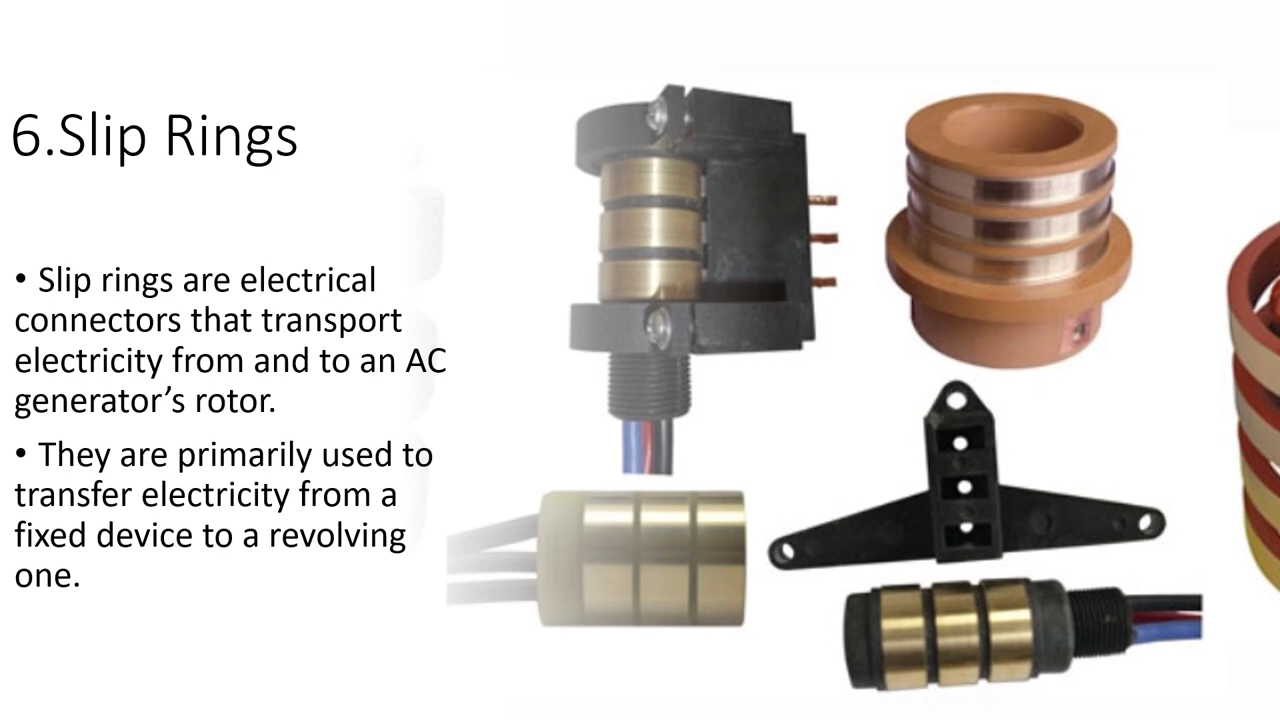 6.Slip Rings
• Slip rings are electrical
connectors that transport
electricity from and to an AC
generator’s rotor.
• They are primarily used to
transfer electricity from a
fixed device to a revolving
one.